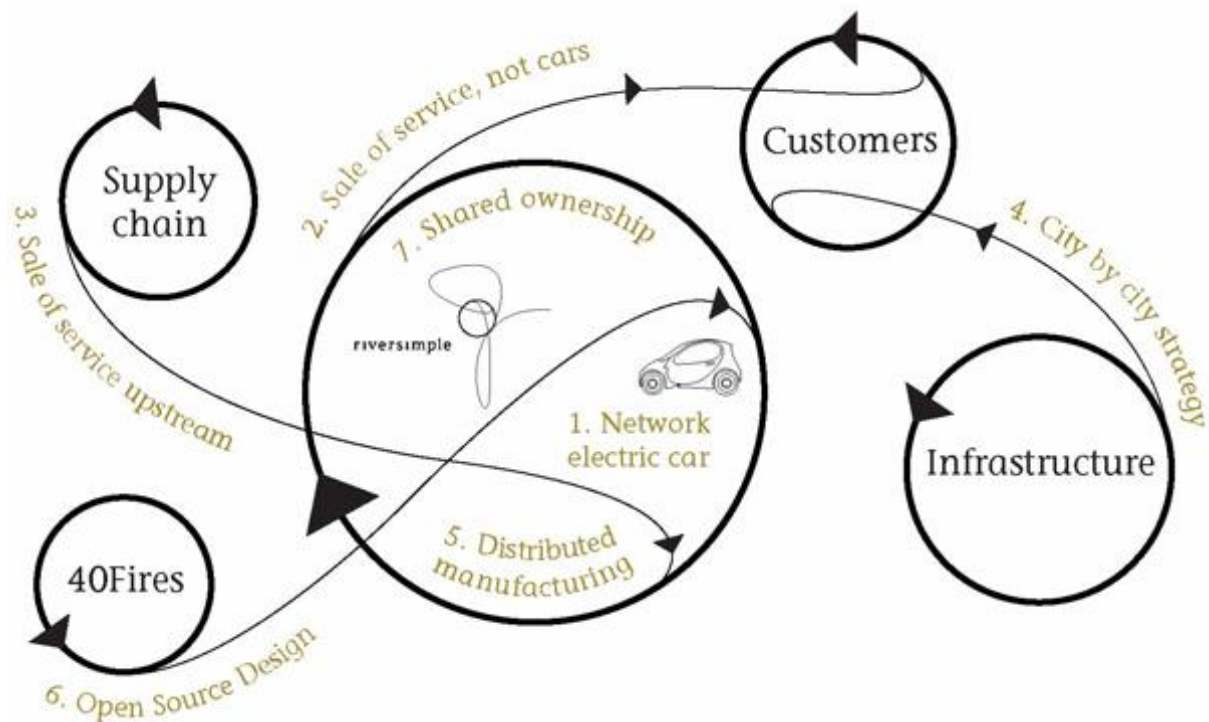 2. Sale of service, not cars
Customers
Supply
chain
7. Shared ownership
3. Sale of service upstream
4. City by city strategy
riversimple
1. Network
electric car
Infrastructure
5. Distributed
manufacturing
40Fires
6. Open Source Design